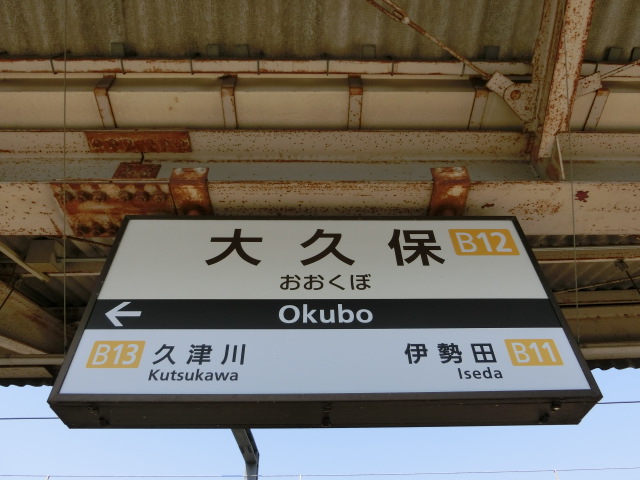 大久保 B12
おおくぼ
← Okubo
B13 久津川 伊勢田 B11
Kutsukawa Iseda